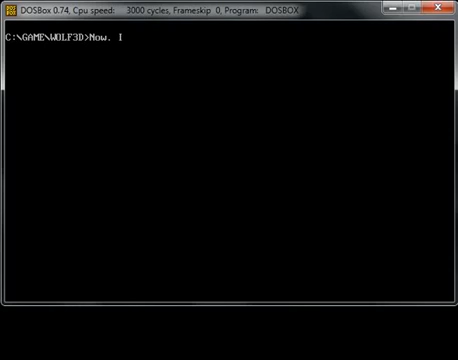 DOSBox 0.74, Cpu speed: 3000 cycles, Frameskip 0, Program: DOSBOX
C:\GAME\WOLF3D>Now. I